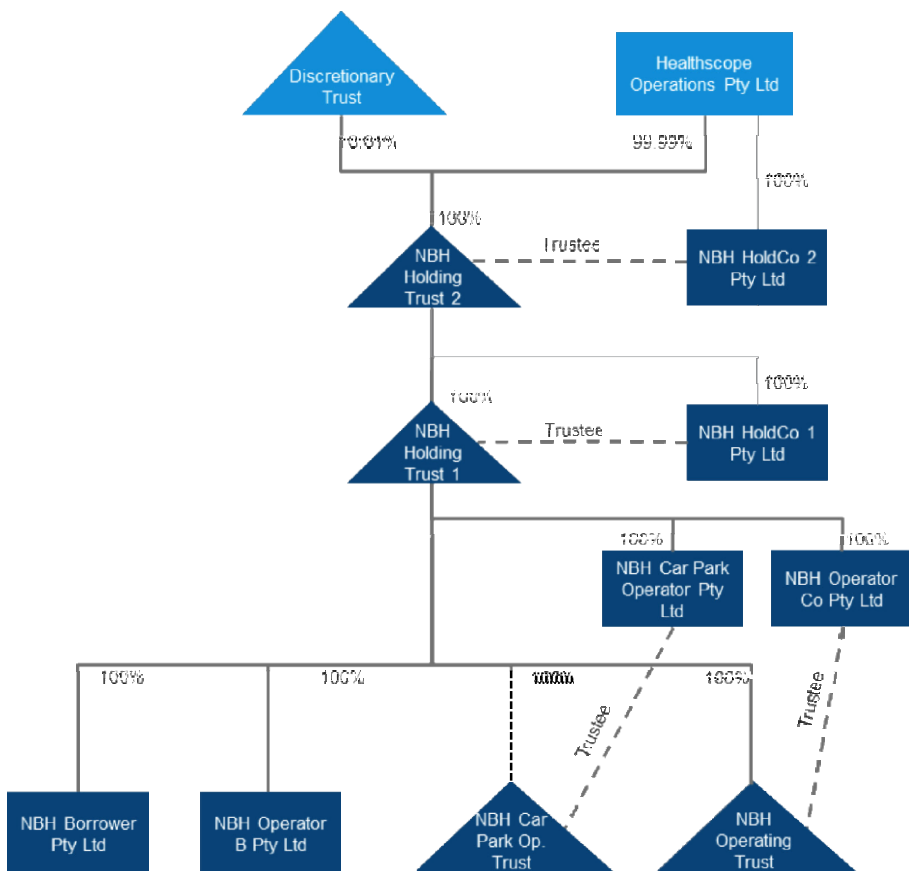 Discretionary
Trust
Healthscope
Operations Pty Ltd
99.99%
100%
100%
NBH
Holding
Trust 2
Trustee
NBH HoldCo 2
Pty Ltd
100%
100%
NBH
Holding
Trust 1
Trustee
NBH HoldCo 1
Pty Ltd
100%
100%
NBH Car Park
Operator Pty
Ltd
NBH Operator
Co Pty Ltd
100%
100%
100%
100%
Trustee
Trustee
NBH Borrower
Pty Ltd
NBH Operator
B Pty Ltd
NBH Car
Park Op.
Trust
NBH
Operating
Trust